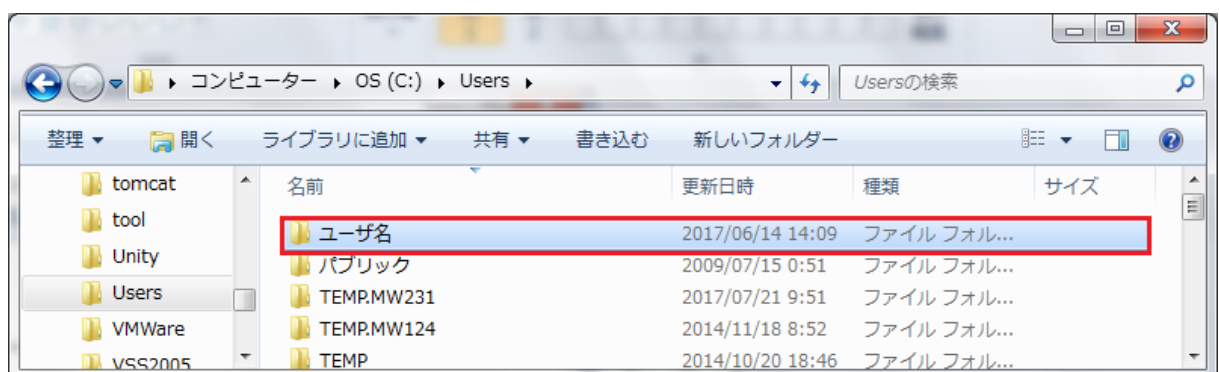 コンピューター ▸ OS (C:) ▸ Users ▸ Usersの検索
整理 開く ライブラリに追加 共有 書き込む 新しいフォルダー
tomcat
tool
Unity
Users
VMWare
VSS2005
名前 更新日時 種類 サイズ
ユーザ名 2017/06/14 14:09 ファイル フォル...
パブリック 2009/07/15 0:51 ファイル フォル...
TEMP.MW231 2017/07/21 9:51 ファイル フォル...
TEMP.MW124 2014/11/18 8:52 ファイル フォル...
TEMP 2014/10/20 18:46 ファイル フォル...